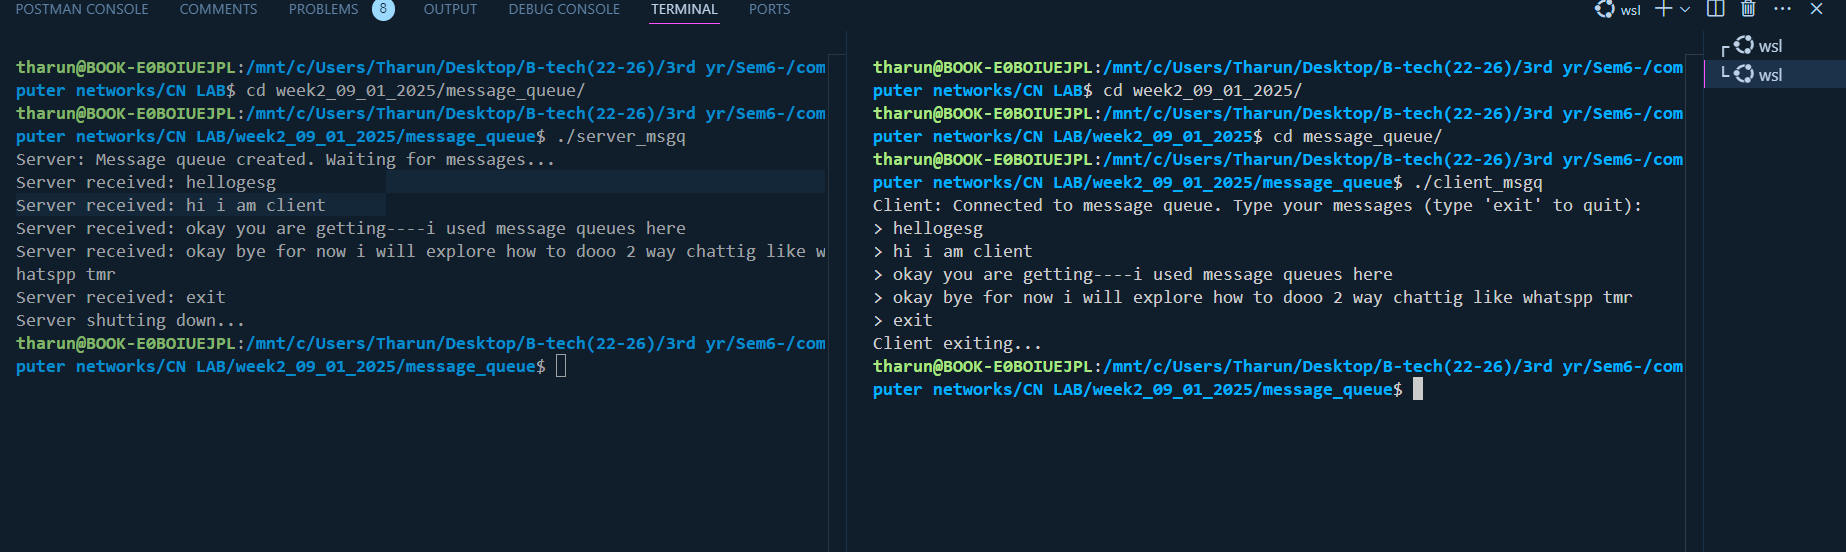 POSTMAN CONSOLE COMMENTS PROBLEMS 8 OUTPUT DEBUG CONSOLE TERMINAL PORTS wsl
tharun@BOOK-E0BOIUEJPL:/mnt/c/Users/Tharun/Desktop/B-tech(22-26)/3rd yr/Sem6-/com
puter networks/CN LAB$ cd week2_09_01_2025/message_queue/
tharun@BOOK-E0BOIUEJPL:/mnt/c/Users/Tharun/Desktop/B-tech(22-26)/3rd yr/Sem6-/com
puter networks/CN LAB/week2_09_01_2025/message_queue$ ./server_msgq
Server: Message queue created. Waiting for messages...
Server received: hellogesg
Server received: hi i am client
Server received: okay you are getting----i used message queues here
Server received: okay bye for now i will explore how to dooo 2 way chattig like w
hatspp tmr
Server received: exit
Server shutting down...
tharun@BOOK-E0BOIUEJPL:/mnt/c/Users/Tharun/Desktop/B-tech(22-26)/3rd yr/Sem6-/com
puter networks/CN LAB/week2_09_01_2025/message_queue$
tharun@BOOK-E0BOIUEJPL:/mnt/c/Users/Tharun/Desktop/B-tech(22-26)/3rd yr/Sem6-/com
puter networks/CN LAB$ cd week2_09_01_2025/
tharun@BOOK-E0BOIUEJPL:/mnt/c/Users/Tharun/Desktop/B-tech(22-26)/3rd yr/Sem6-/com
puter networks/CN LAB/week2_09_01_2025$ cd message_queue/
tharun@BOOK-E0BOIUEJPL:/mnt/c/Users/Tharun/Desktop/B-tech(22-26)/3rd yr/Sem6-/com
puter networks/CN LAB/week2_09_01_2025/message_queue$ ./client_msgq
Client: Connected to message queue. Type your messages (type 'exit' to quit):
> hellogesg
> hi i am client
> okay you are getting----i used message queues here
> okay bye for now i will explore how to dooo 2 way chattig like whatspp tmr
> exit
Client exiting...
tharun@BOOK-E0BOIUEJPL:/mnt/c/Users/Tharun/Desktop/B-tech(22-26)/3rd yr/Sem6-/com
puter networks/CN LAB/week2_09_01_2025/message_queue$
wsl
wsl